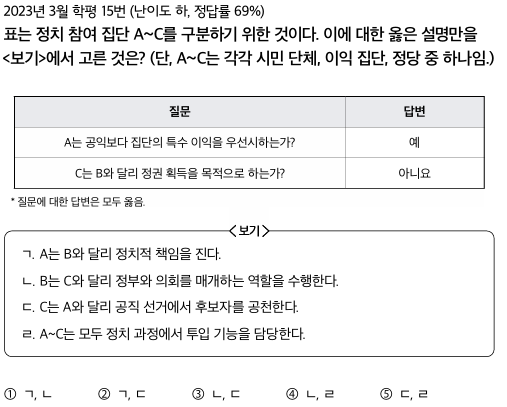 2023년 3월 학평 15번 (난이도 하, 정답률 69%)
표는 정치 참여 집단 A~C를 구분하기 위한 것이다. 이에 대한 옳은 설명만을
<보기>에서 고른 것은? (단, A~C는 각각 시민 단체, 이익 집단, 정당 중 하나임.)
질문 답변
A는 공익보다 집단의 특수 이익을 우선시하는가? 예
C는 B와 달리 정권 획득을 목적으로 하는가? 아니요
* 질문에 대한 답변은 모두 옳음.
<보기>
ㄱ. A는 B와 달리 정치적 책임을 진다.
ㄴ. B는 C와 달리 정부와 의회를 매개하는 역할을 수행한다.
ㄷ. C는 A와 달리 공직 선거에서 후보자를 공천한다.
ㄹ. A~C는 모두 정치 과정에서 투입 기능을 담당한다.
① ㄱ, ㄴ ② ㄱ, ㄷ ③ ㄴ, ㄷ ④ ㄴ, ㄹ ⑤ ㄷ, ㄹ